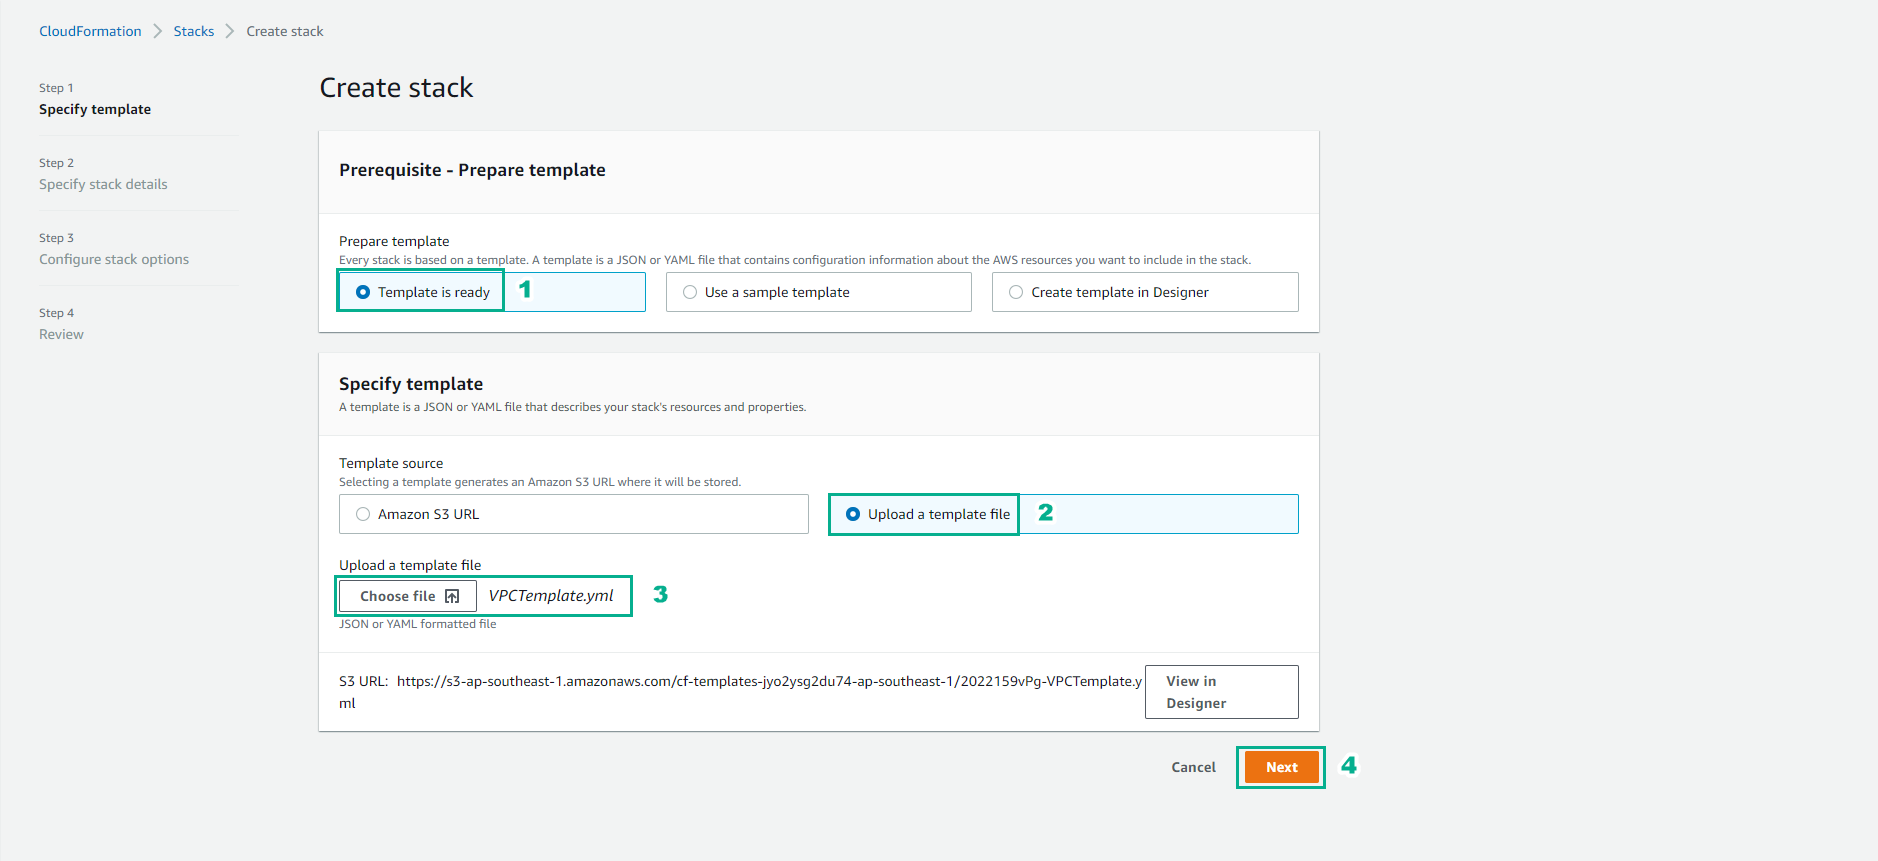 CloudFormation > Stacks > Create stack
Step 1
Specify template
Step 2
Specify stack details
Step 3
Configure stack options
Step 4
Review
Create stack
Prerequisite - Prepare template
Prepare template
Every stack is based on a template. A template is a JSON or YAML file that contains configuration information about the AWS resources you want to include in the stack.
Template is ready 1 Use a sample template Create template in Designer
Specify template
A template is a JSON or YAML file that describes your stack's resources and properties.
Template source
Selecting a template generates an Amazon S3 URL where it will be stored.
Amazon S3 URL Upload a template file 2
Upload a template file
Choose file VPCTemplate.yml 3
JSON or YAML formatted file
S3 URL: https://s3-ap-southeast-1.amazonaws.com/cf-templates-jyo2ysg2du74-ap-southeast-1/2022159vPg-VPCTemplate.y
ml
View in
Designer
Cancel Next 4